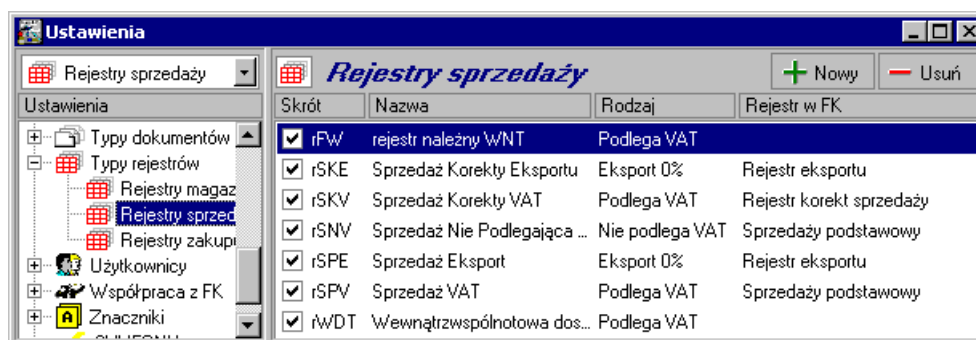 Ustawienia
Rejestry sprzedaży
Rejestry sprzedaży
Nowy
Usuń
Ustawienia
Skrót Nazwa Rodzaj Rejestr w FK
Typy dokumentów
Typy rejestrów
Rejestry magaz
Rejestry sprzed
Rejestry zakup
Użytkownicy
Współpraca z FK
A Znaczniki
rFW rejestr należny WNT Podlega VAT
rSKE Sprzedaż Korekty Eksportu Eksport 0% Rejestr eksportu
rSKV Sprzedaż Korekty VAT Podlega VAT Rejestr korekt sprzedaży
rSNV Sprzedaż Nie Podlegająca ... Nie podlega VAT Sprzedaży podstawowy
rSPE Sprzedaż Eksport Eksport 0% Rejestr eksportu
rSPV Sprzedaż VAT Podlega VAT Sprzedaży podstawowy
rWDT Wewnątrzwspólnotowa dos... Podlega VAT